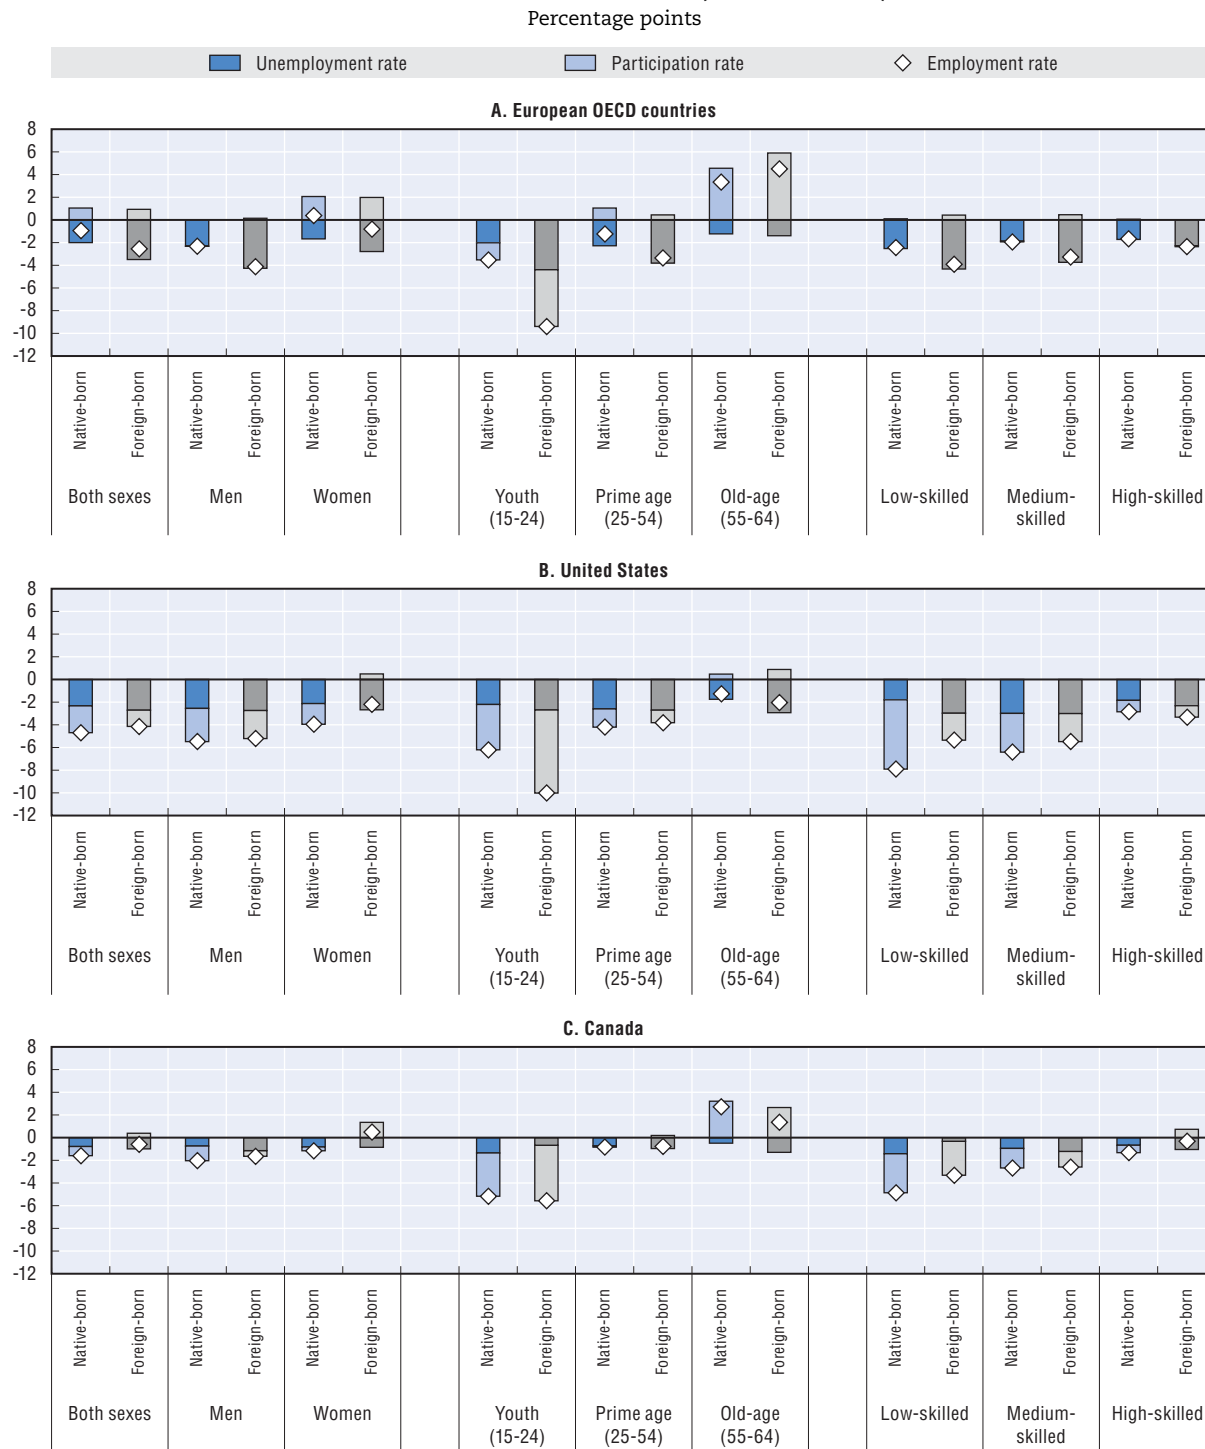 Percentage points
Unemployment rate Participation rate Employment rate
A. European OECD countries
8
6
4
2
0
-2
-4
-6
-8
-10
-12
Native-born Foreign-born Native-born Foreign-born Native-born Foreign-born Native-born Foreign-born Native-born Foreign-born Native-born Foreign-born Native-born Foreign-born Native-born Foreign-born Native-born Foreign-born
Both sexes Men Women Youth Prime age Old-age Low-skilled Medium- High-skilled
(15-24) (25-54) (55-64) skilled
B. United States
8
6
4
2
0
-2
-4
-6
-8
-10
-12
Native-born Foreign-born Native-born Foreign-born Native-born Foreign-born Native-born Foreign-born Native-born Foreign-born Native-born Foreign-born Native-born Foreign-born Native-born Foreign-born Native-born Foreign-born
Both sexes Men Women Youth Prime age Old-age Low-skilled Medium- High-skilled
(15-24) (25-54) (55-64) skilled
C. Canada
8
6
4
2
0
-2
-4
-6
-8
-10
-12
Native-born Foreign-born Native-born Foreign-born Native-born Foreign-born Native-born Foreign-born Native-born Foreign-born Native-born Foreign-born Native-born Foreign-born Native-born Foreign-born Native-born Foreign-born
Both sexes Men Women Youth Prime age Old-age Low-skilled Medium- High-skilled
(15-24) (25-54) (55-64) skilled